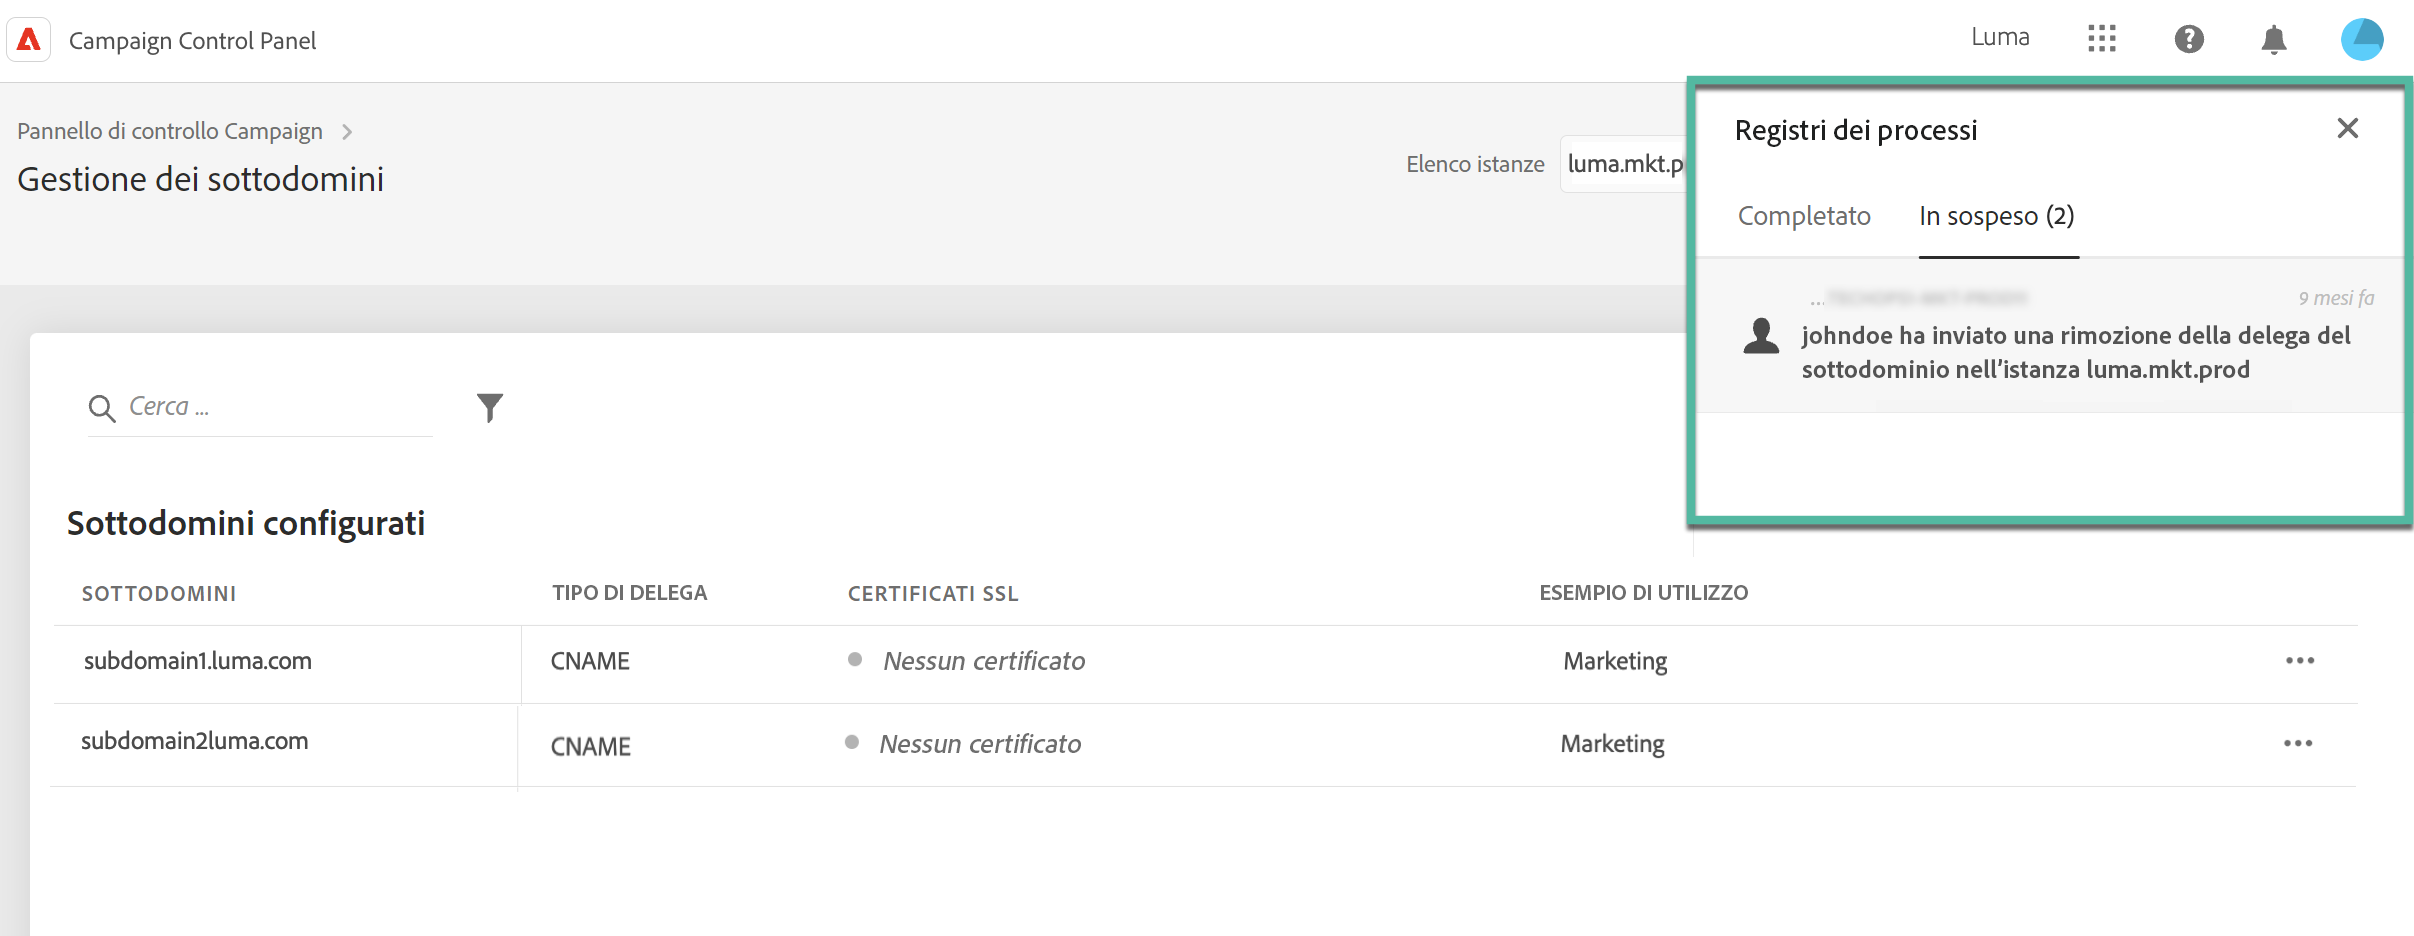 Campaign Control Panel
Luma
Pannello di controllo Campaign
Gestione dei sottodomini
Elenco istanze
luma.mkt.p
Registri dei processi
Completato
In sospeso (2)
...
9 mesi fa
johndoe ha inviato una rimozione della delega del
sottodominio nell'istanza luma.mkt.prod
Cerca ...
Sottodomini configurati
SOTTODOMINI TIPO DI DELEGA CERTIFICATI SSL ESEMPIO DI UTILIZZO
subdomain1.luma.com CNAME Nessun certificato Marketing
subdomain2luma.com CNAME Nessun certificato Marketing